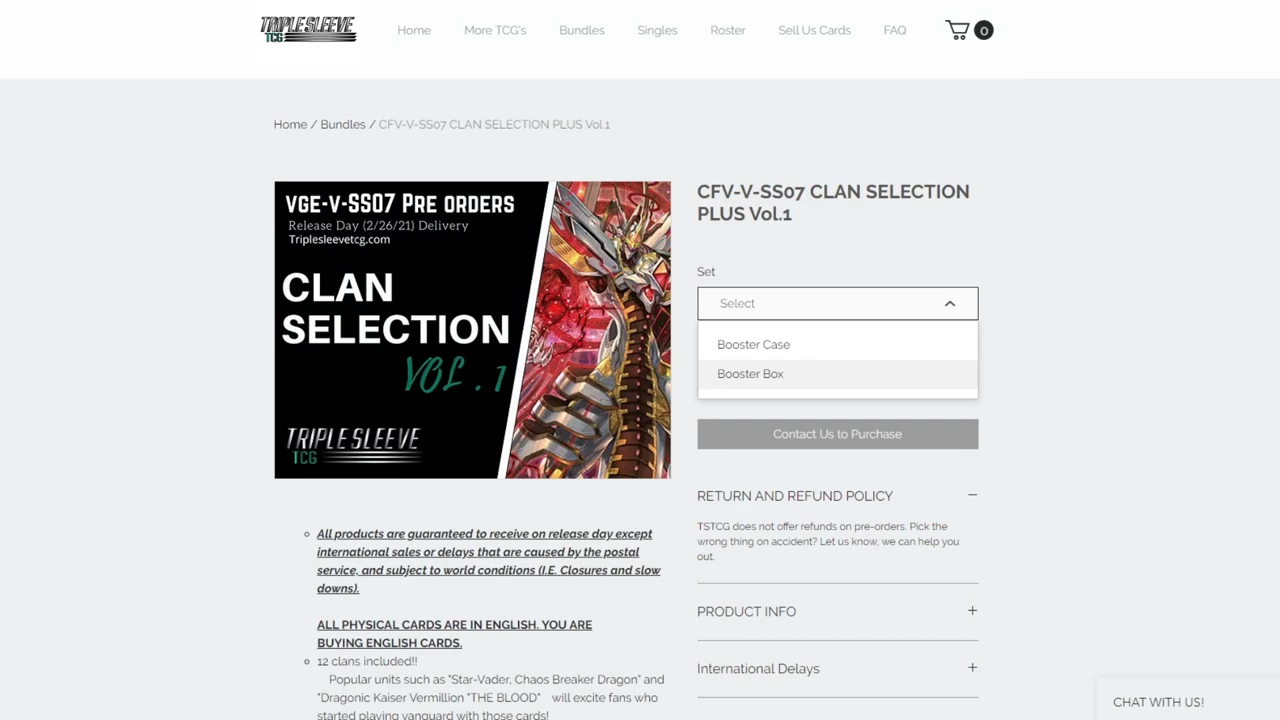 TRIPLE SLEEVE
TCG
Home
More TCG's
Bundles
Singles
Roster
Sell Us Cards
FAQ
0
Home / Bundles / CFV-V-SS07 CLAN SELECTION PLUS Vol.1
VGE-V-SS07 PRE ORDERS
Release Day (2/26/21) Delivery
Triplesleevetcg.com
CLAN
SELECTION
VOL . 1
TRIPLE SLEEVE
TCG
CFV-V-SS07 CLAN SELECTION
PLUS Vol.1
Set
Select
Booster Case
Booster Box
Contact Us to Purchase
RETURN AND REFUND POLICY
TSTCG does not offer refunds on pre-orders. Pick the
wrong thing on accident? Let us know, we can help you
out.
PRODUCT INFO
International Delays
All products are guaranteed to receive on release day except
international sales or delays that are caused by the postal
service, and subject to world conditions (I.E. Closures and slow
downs).
ALL PHYSICAL CARDS ARE IN ENGLISH. YOU ARE
BUYING ENGLISH CARDS.
12 clans included!!
Popular units such as "Star-Vader, Chaos Breaker Dragon" and
"Dragonic Kaiser Vermillion "THE BLOOD" will excite fans who
started playing vanguard with those cards!
CHAT WITH US!